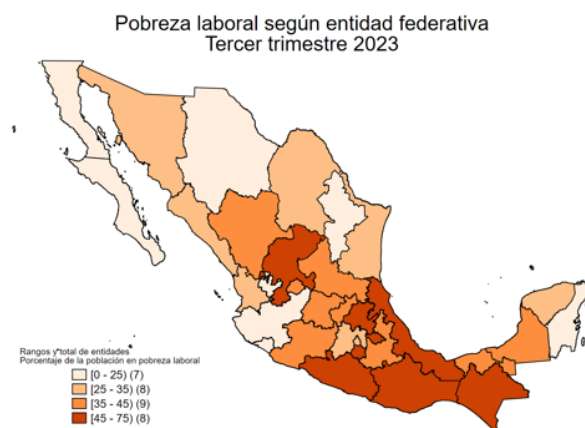 Pobreza laboral según entidad federativa
Tercer trimestre 2023
Rangos y total de entidades
Porcentaje de la población en pobreza laboral
[0 - 25) (7)
[25 - 35) (8)
[35 - 45) (9)
[45 - 75) (8)